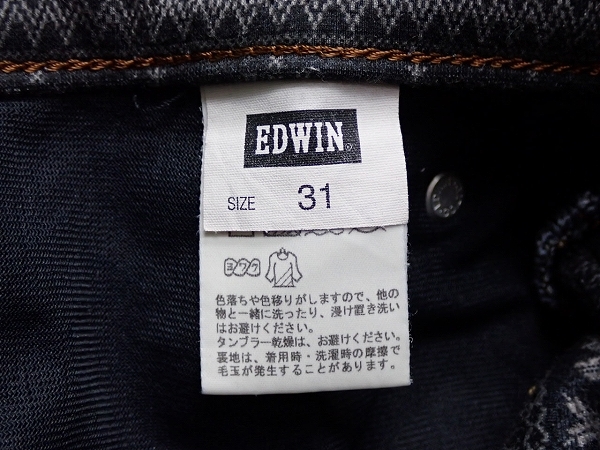 EDWIN
SIZE 31
ヨワク
色落ちや色移りがしますので、他の
物と一緒に洗ったり、浸け置き洗い
はお避けください。
タンブラー乾燥は、お避けください。
裏地は、着用時・洗濯時の摩擦で
毛玉が発生することがあります。